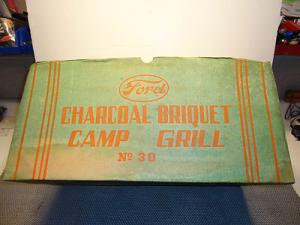 Ford
CHARCOAL BRIQUET
CAMP GRILL
No 30